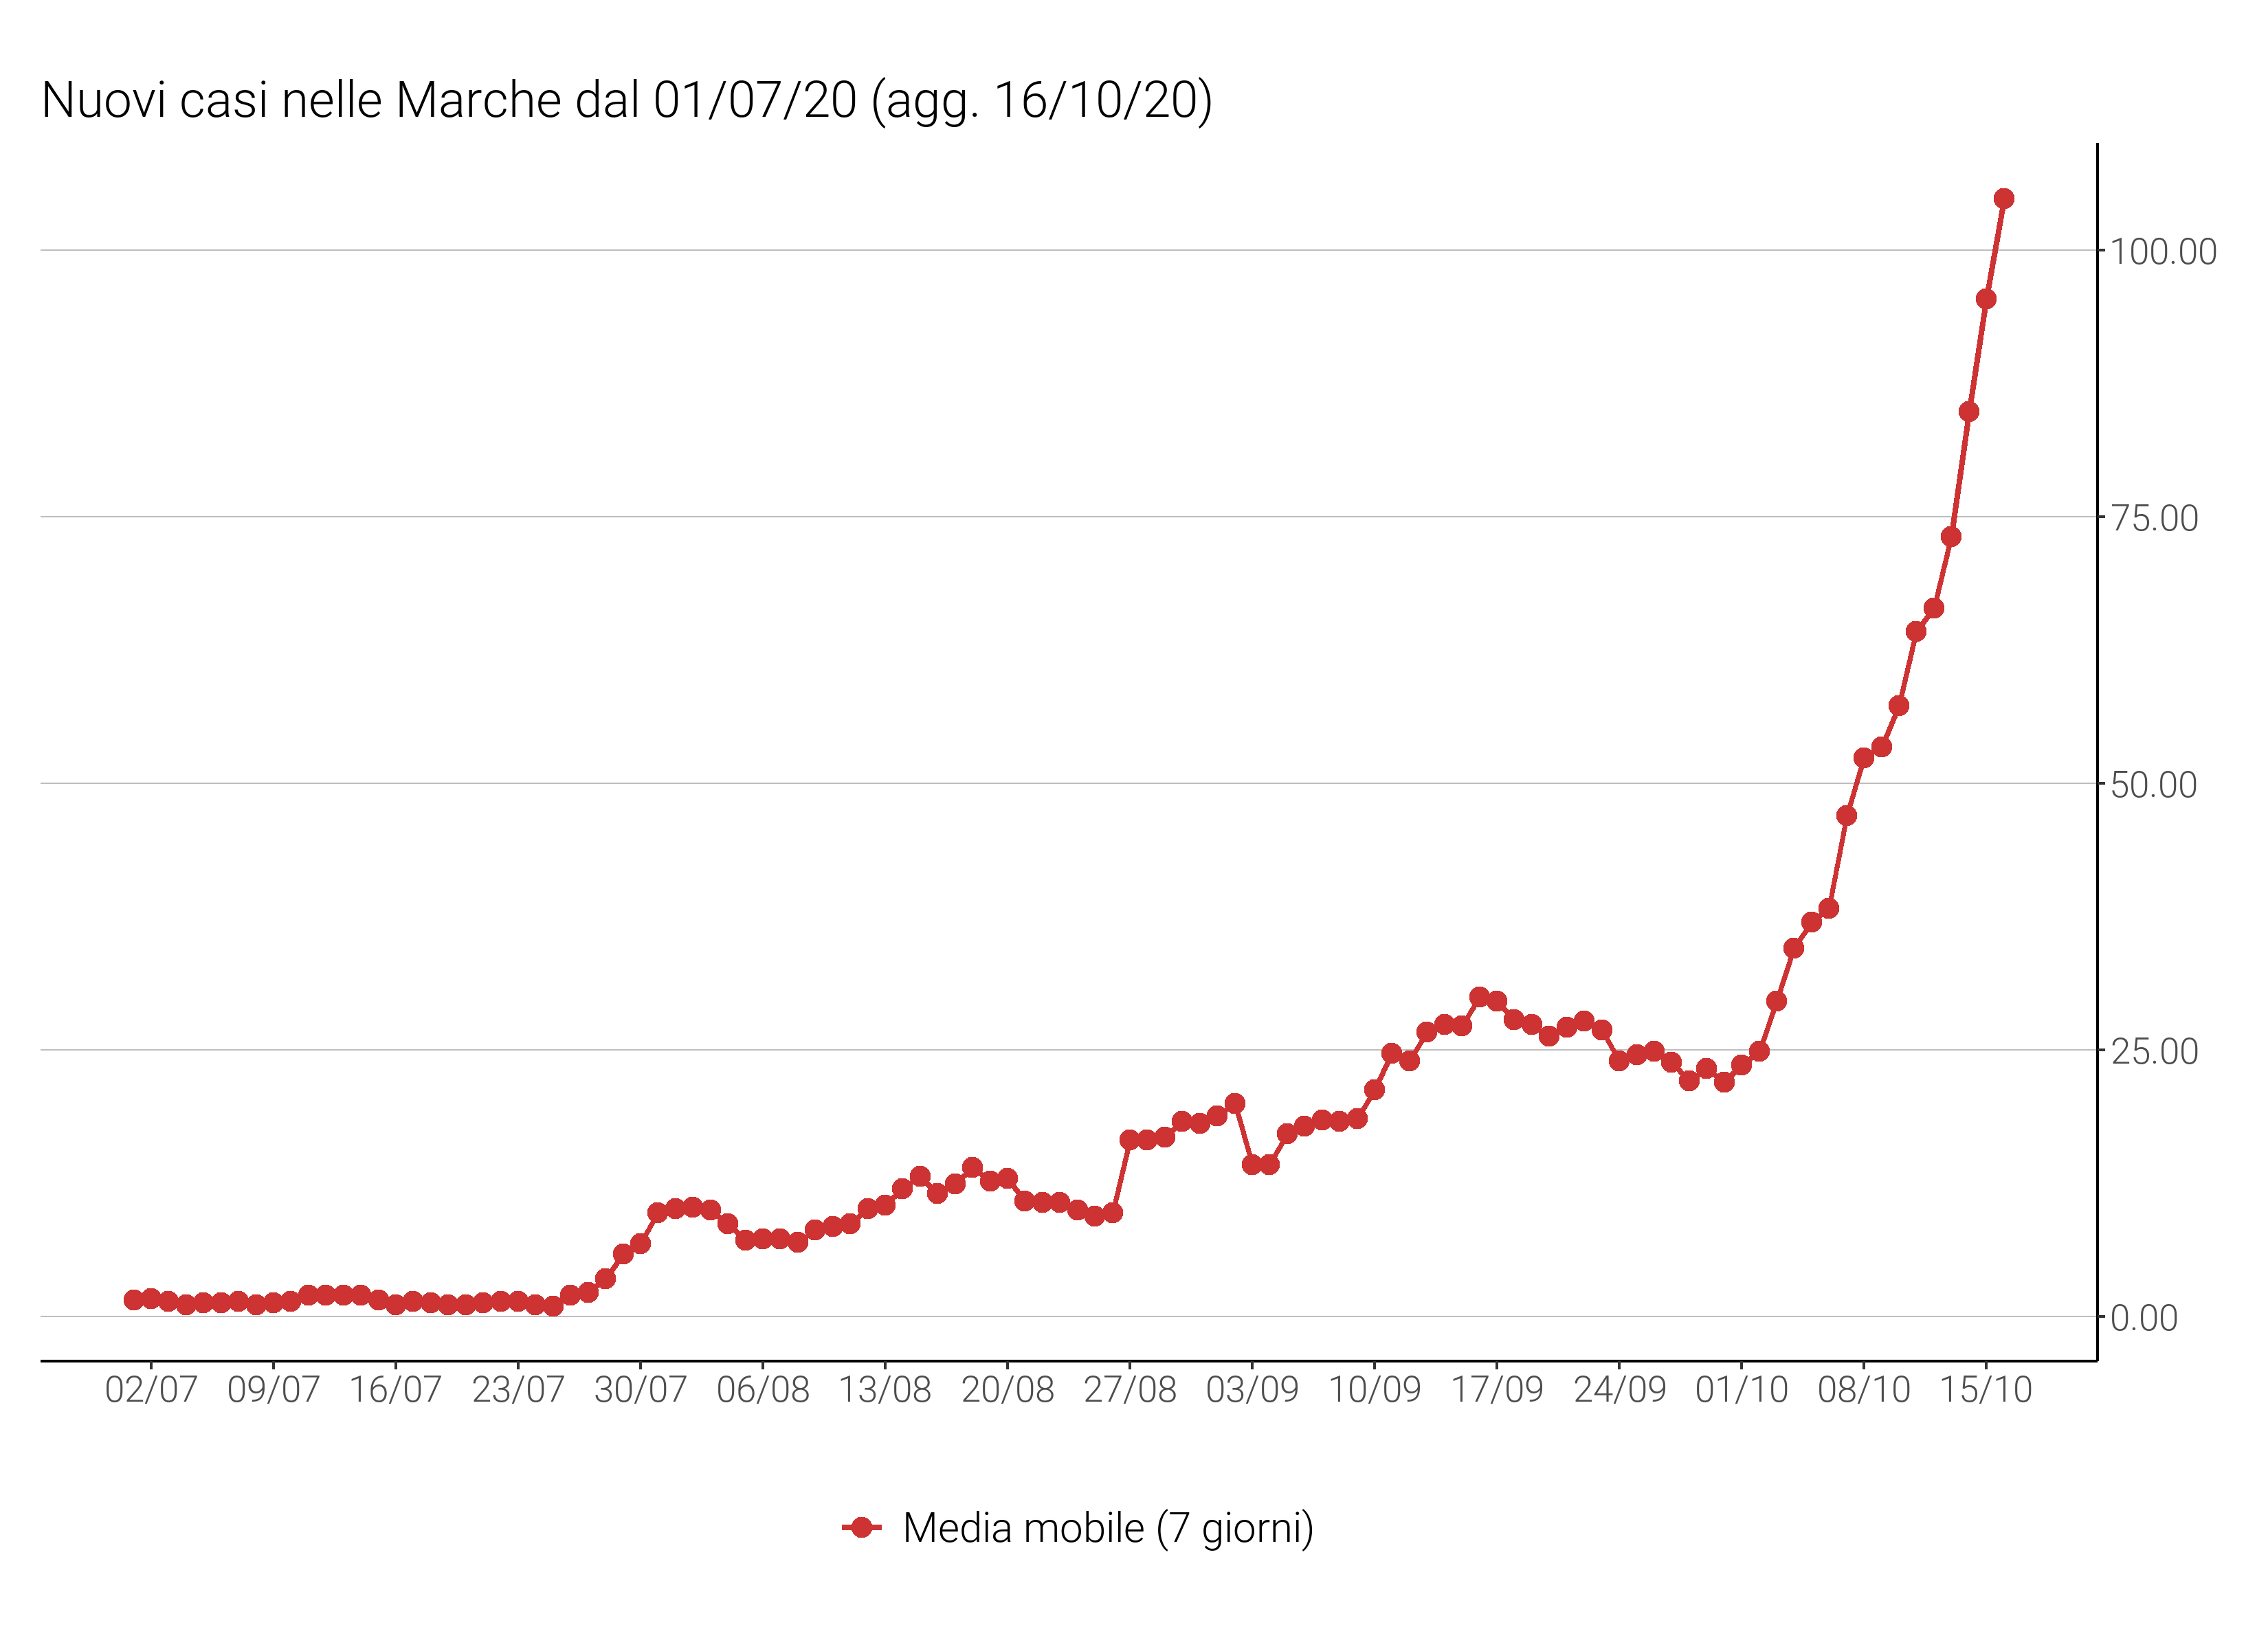 Nuovi casi nelle Marche dal 01/07/20 (agg. 16/10/20)
100.00
75.00
50.00
25.00
0.00
02/07 09/07 16/07 23/07 30/07 06/08 13/08 20/08 27/08 03/09 10/09 17/09 24/09 01/10 08/10 15/10
Media mobile (7 giorni)